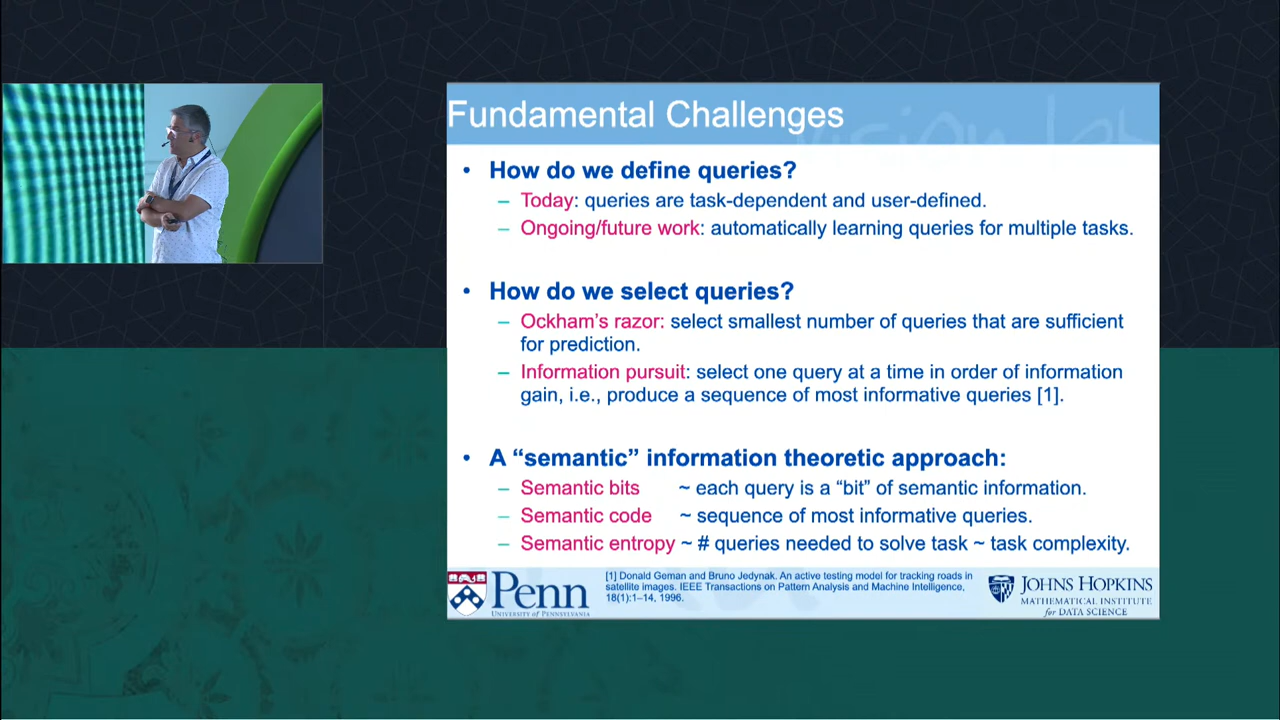 Fundamental Challenges
• How do we define queries?
– Today: queries are task-dependent and user-defined.
– Ongoing/future work: automatically learning queries for multiple tasks.
• How do we select queries?
– Ockham's razor: select smallest number of queries that are sufficient
for prediction.
– Information pursuit: select one query at a time in order of information
gain, i.e., produce a sequence of most informative queries [1].
• A “semantic” information theoretic approach:
– Semantic bits ~ each query is a “bit” of semantic information.
– Semantic code ~ sequence of most informative queries.
– Semantic entropy ~ # queries needed to solve task ~ task complexity.
Penn
UNIVERSITY OF PENNSYLVANIA
[1] Donald Geman and Bruno Jedynak. An active testing model for tracking roads in
satellite images. IEEE Transactions on Pattern Analysis and Machine Intelligence,
18(1):1–14, 1996.
JOHNS HOPKINS
MATHEMATICAL INSTITUTE
for DATA SCIENCE